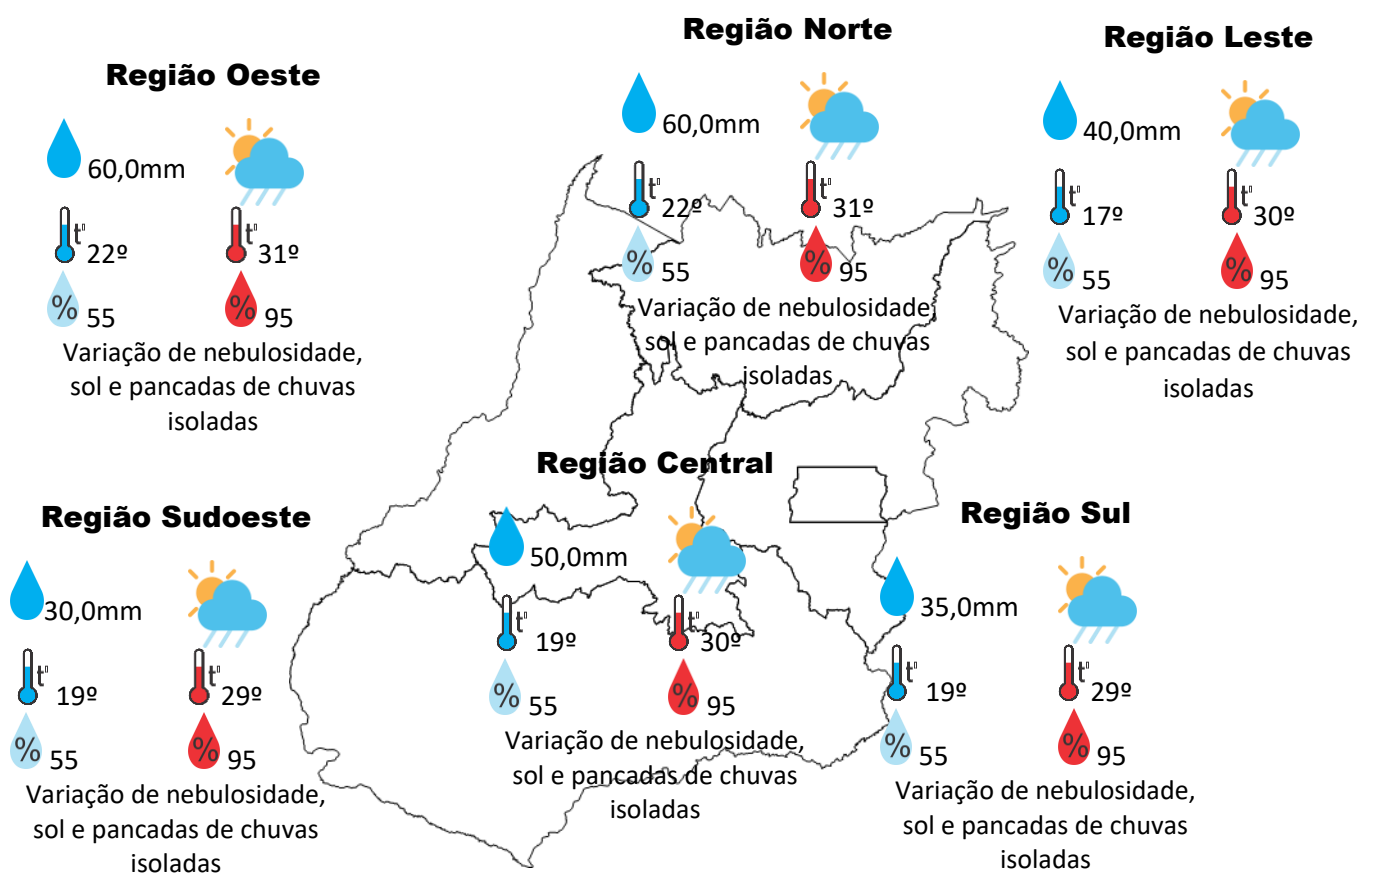 Região Norte
60,0mm
t°
22º
t°
31º
% 55
% 95
Variação de nebulosidade,
sol e pancadas de chuvas
isoladas
Região Leste
40,0mm
t°
17º
t°
30º
% 55
% 95
Variação de nebulosidade,
sol e pancadas de chuvas
isoladas
Região Oeste
60,0mm
t°
22º
t°
31º
% 55
% 95
Variação de nebulosidade,
sol e pancadas de chuvas
isoladas
Região Central
50,0mm
t°
19º
t°
30º
% 55
% 95
Variação de nebulosidade,
sol e pancadas de chuvas
isoladas
Região Sudoeste
30,0mm
t°
19º
t°
29º
% 55
% 95
Variação de nebulosidade,
sol e pancadas de chuvas
isoladas
Região Sul
35,0mm
t°
19º
t°
29º
% 55
% 95
Variação de nebulosidade,
sol e pancadas de chuvas
isoladas